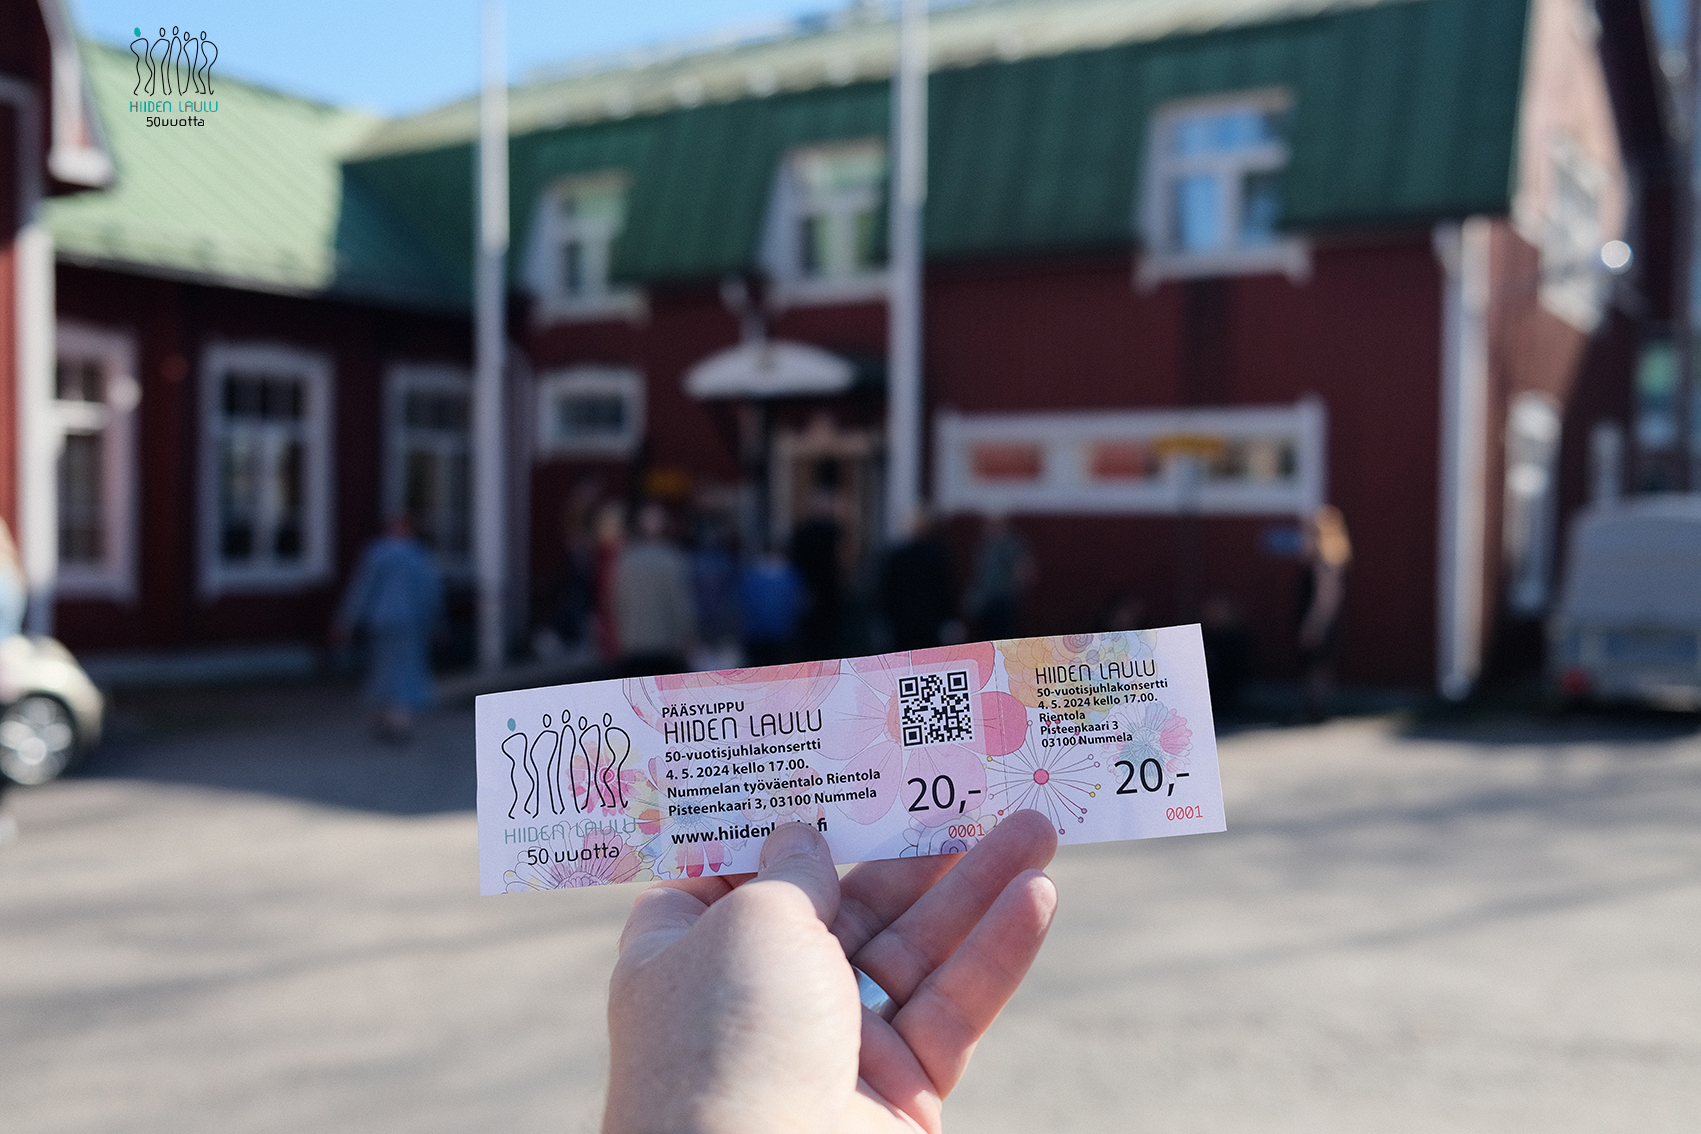 HIIDEN LAULU
50 vuotta
HIIDEN LAULU
50 vuotta
PÄÄSYLIPPU
HIIDEN LAULU
50-vuotisjuhlakonsertti
4. 5. 2024 kello 17.00.
Nummelan työväentalo Rientola
Pisteenkaari 3, 03100 Nummela
20,-
0001
HIIDEN LAULU
50-vuotisjuhlakonsertti
4. 5. 2024 kello 17.00.
Rientola
Pisteenkaari 3
03100 Nummela
20,-
0001